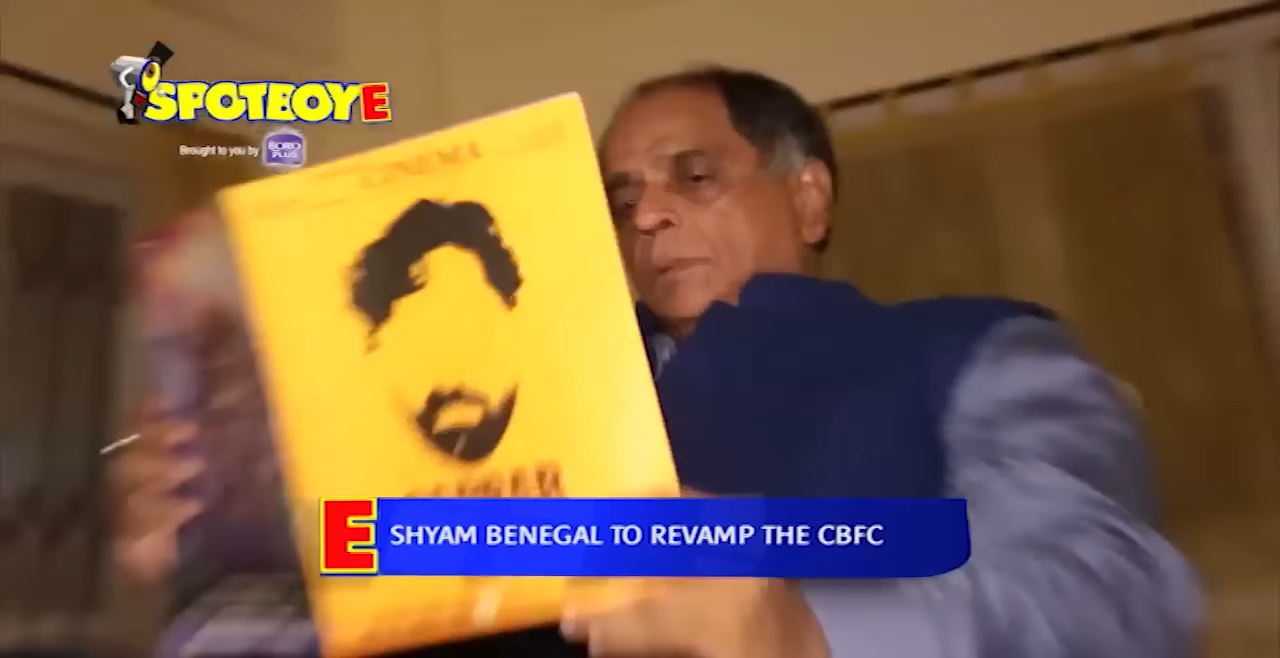 SPOTBOYE
Brought to you by
BORO
PLUS
CINEMA
E
SHYAM BENEGAL TO REVAMP THE CBFC